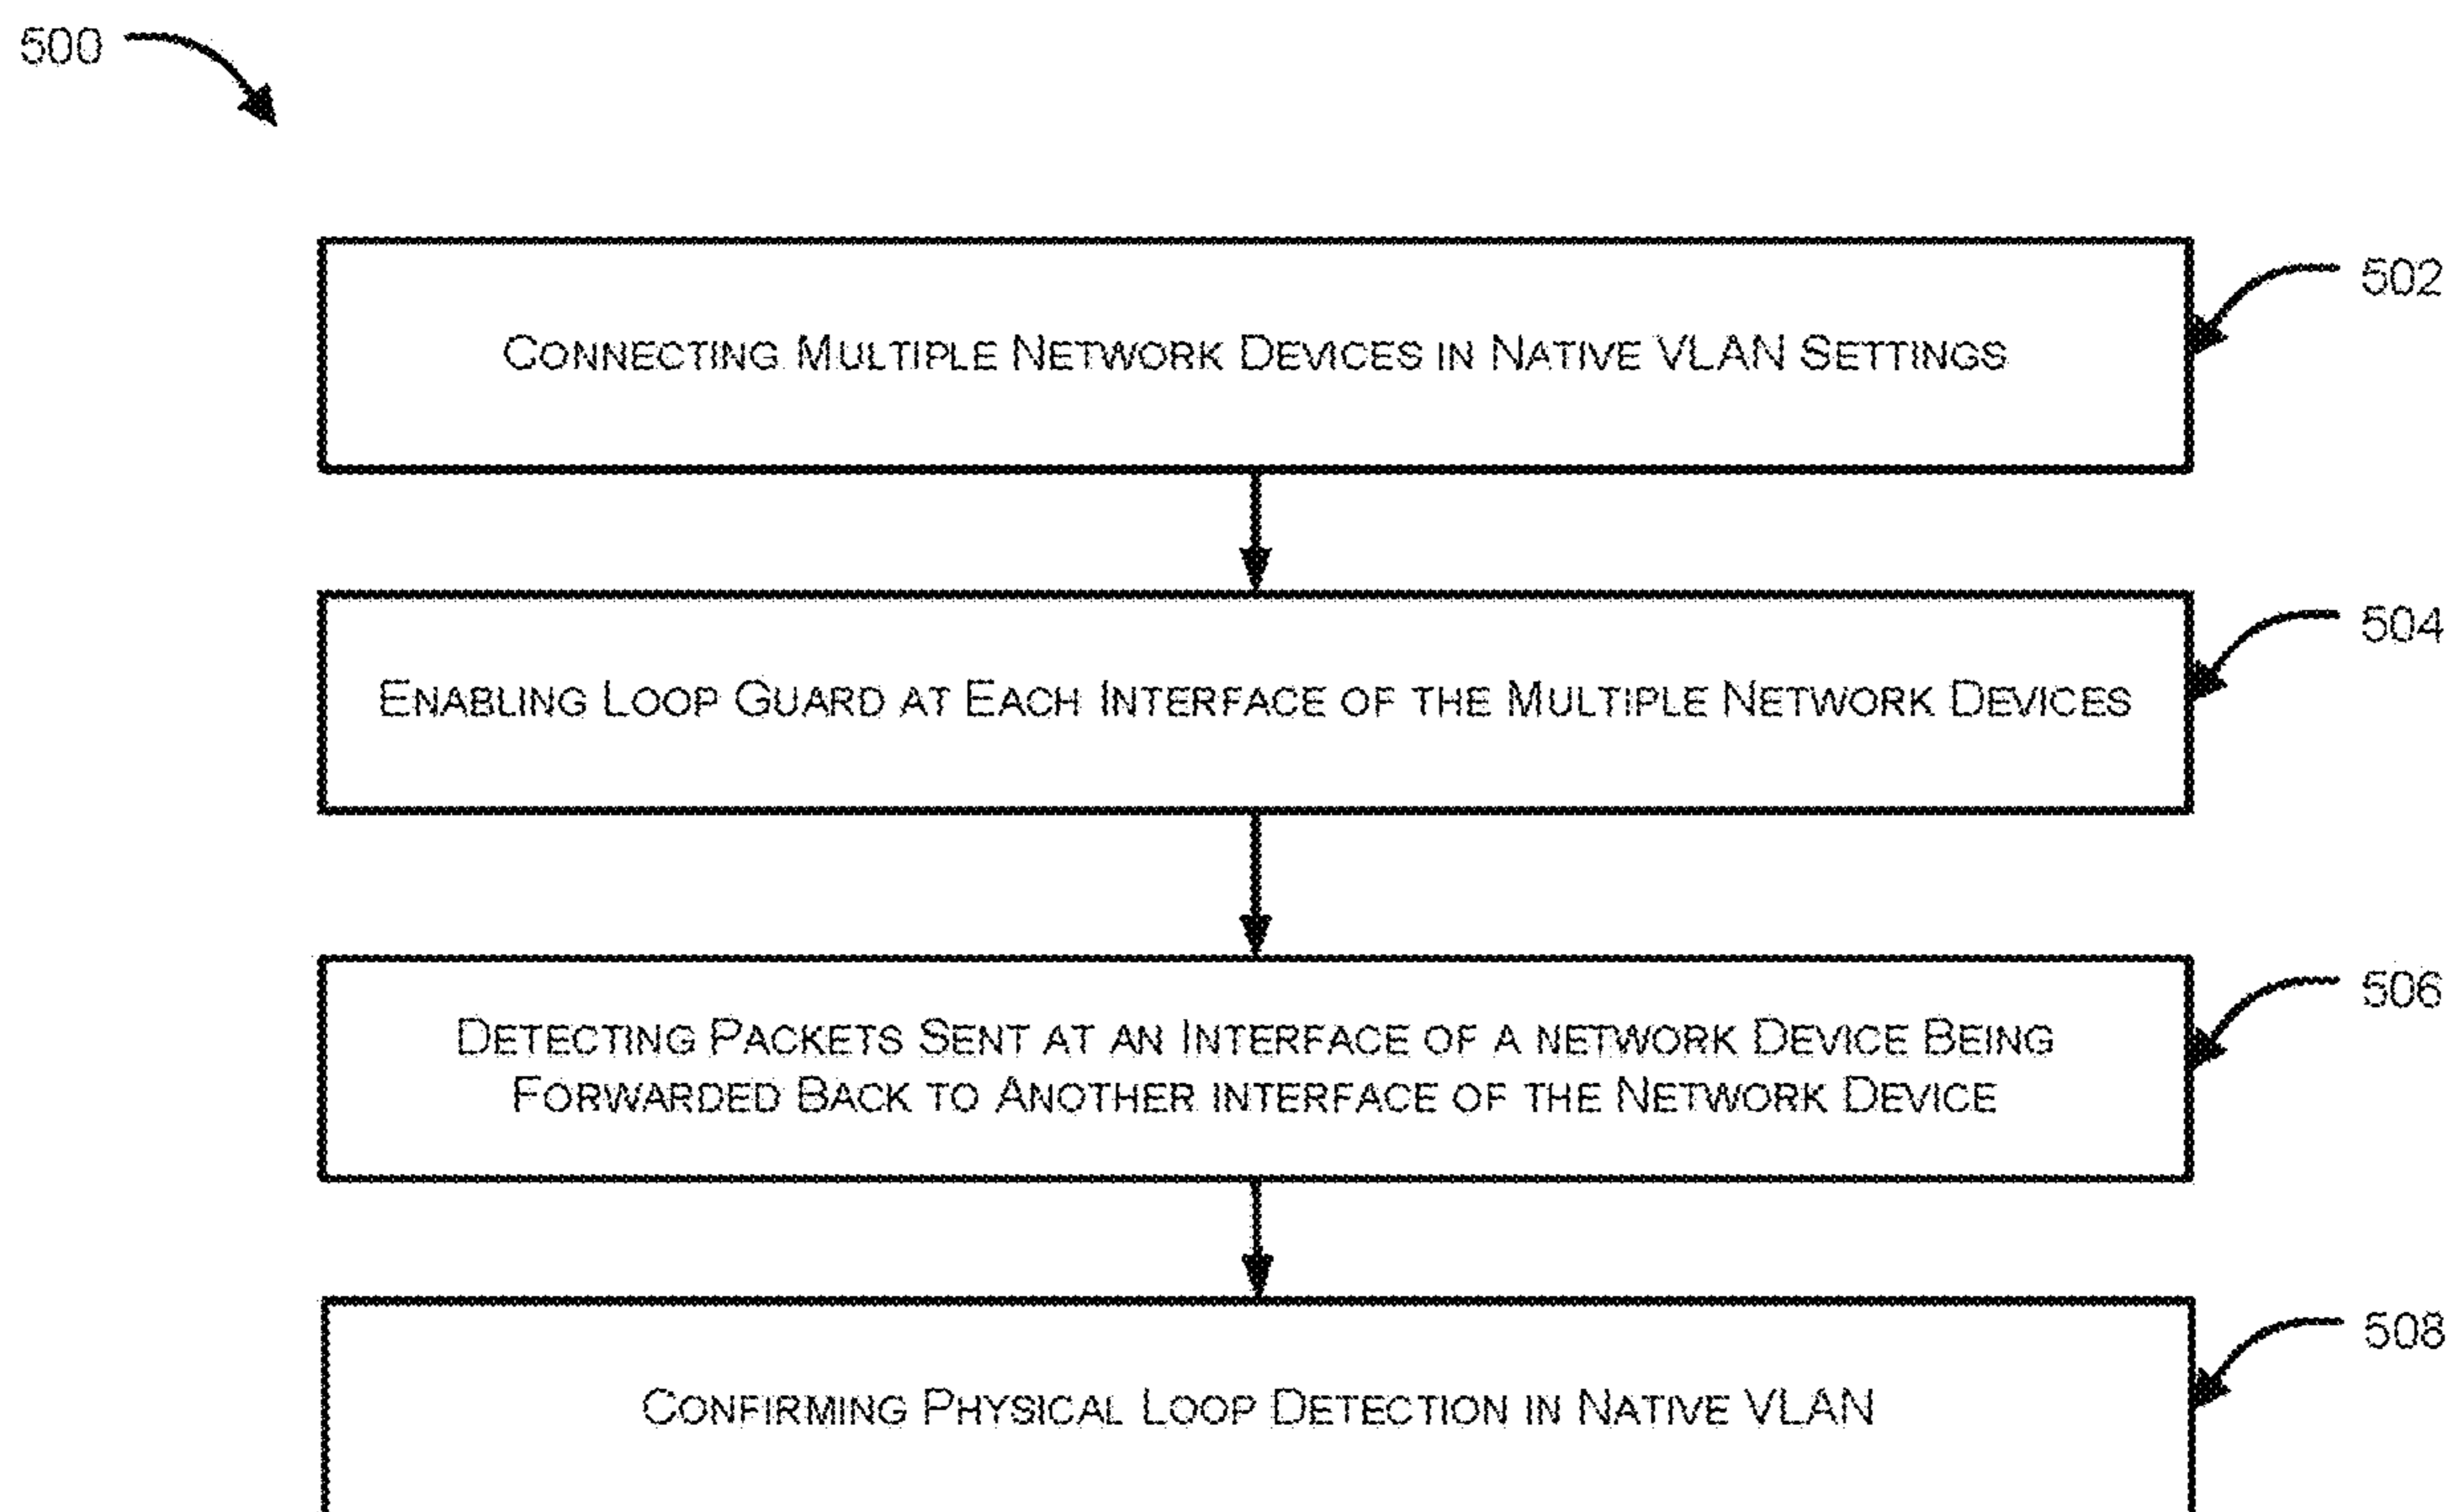 500
502
CONNECTING MULTIPLE NETWORK DEVICES IN NATIVE VLAN SETTINGS
504
ENABLING LOOP GUARD AT EACH INTERFACE OF THE MULTIPLE NETWORK DEVICES
506
DETECTING PACKETS SENT AT AN INTERFACE OF A NETWORK DEVICE BEING
FORWARDED BACK TO ANOTHER INTERFACE OF THE NETWORK DEVICE
508
CONFIRMING PHYSICAL LOOP DETECTION IN NATIVE VLAN